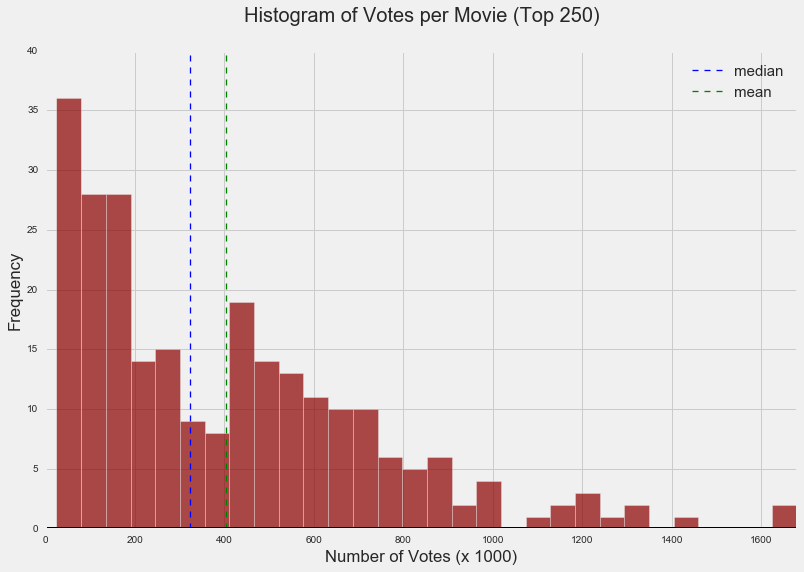 Histogram of Votes per Movie (Top 250)
median
mean
Frequency
40
35
30
25
20
15
10
5
0
0 200 400 600 800 1000 1200 1400 1600
Number of Votes (x 1000)